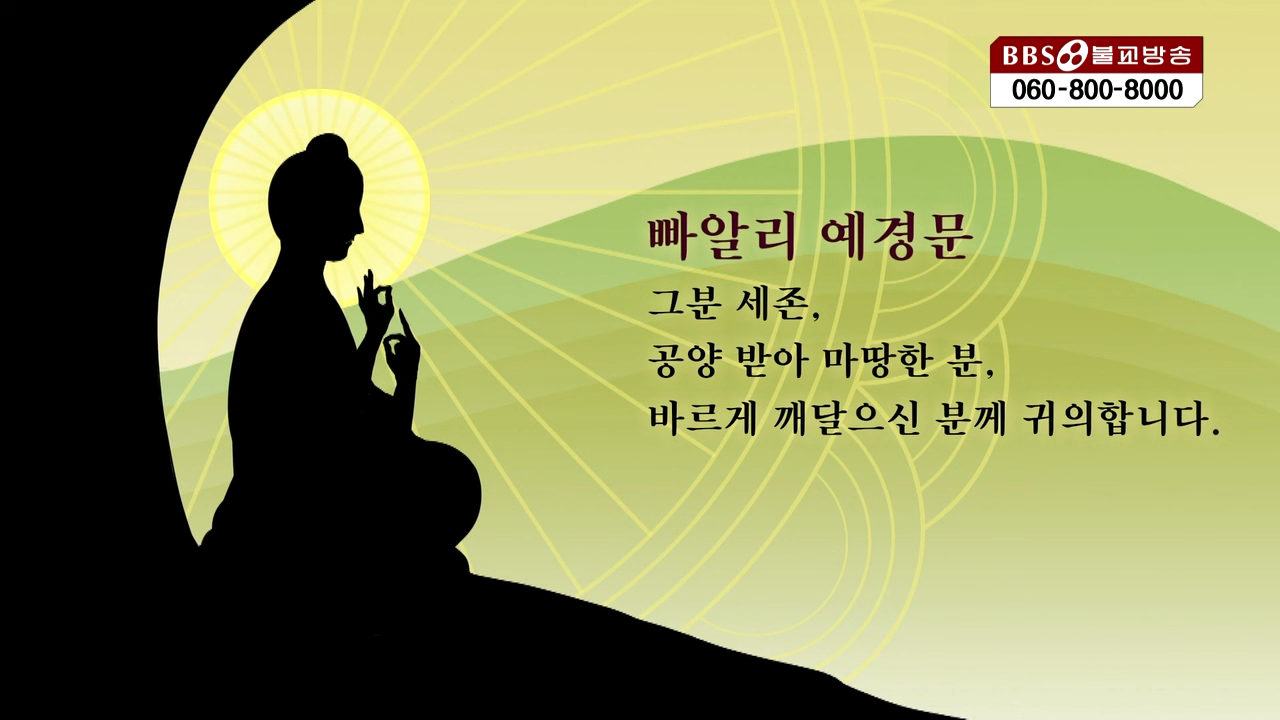 BBS 불교방송
060-800-8000
빠알리 예경문
그분 세존,
공양 받아 마땅한 분,
바르게 깨달으신 분께 귀의합니다.